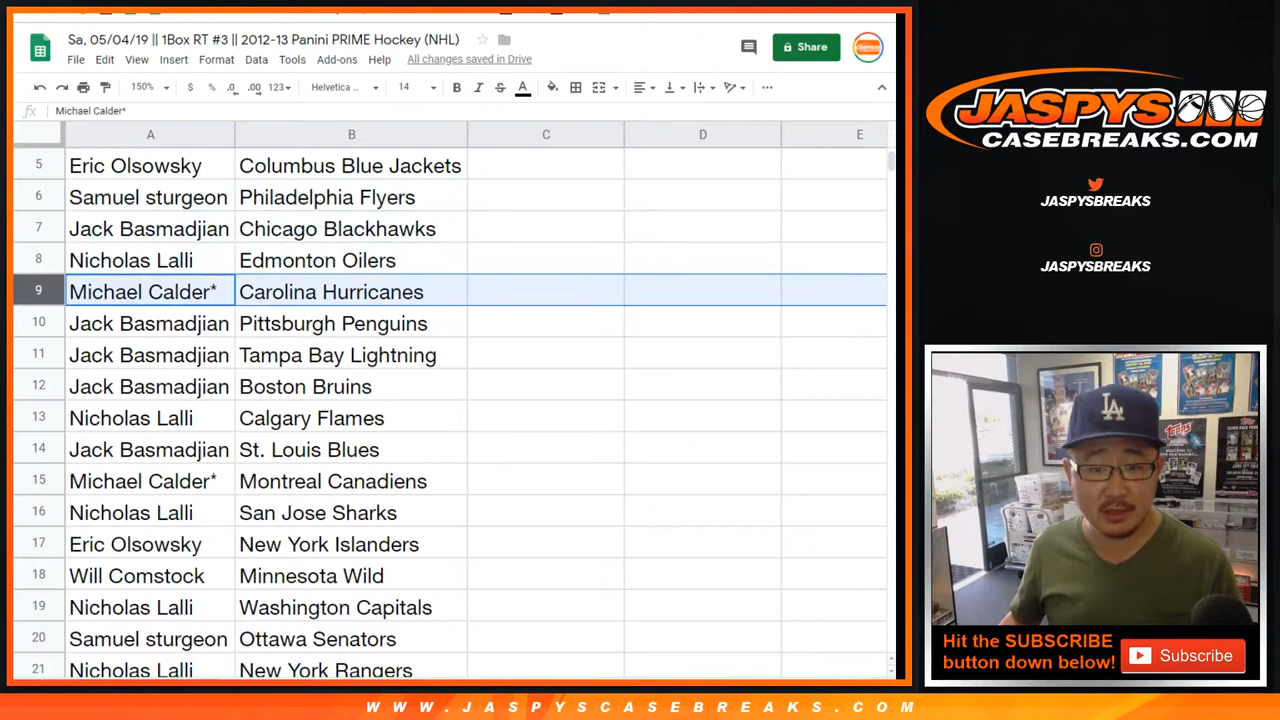 Sa, 05/04/19 || 1Box RT #3 || 2012-13 Panini PRIME Hockey (NHL)
File Edit View Insert Format Data Tools Add-ons Help All changes saved in Drive
Share
150% $ % .0 .00 123 Helvetica ... 14 B I S A
fx Michael Calder*
A B C D E
5 Eric Olsowsky Columbus Blue Jackets
6 Samuel sturgeon Philadelphia Flyers
7 Jack Basmadjian Chicago Blackhawks
8 Nicholas Lalli Edmonton Oilers
9 Michael Calder* Carolina Hurricanes
10 Jack Basmadjian Pittsburgh Penguins
11 Jack Basmadjian Tampa Bay Lightning
12 Jack Basmadjian Boston Bruins
13 Nicholas Lalli Calgary Flames
14 Jack Basmadjian St. Louis Blues
15 Michael Calder* Montreal Canadiens
16 Nicholas Lalli San Jose Sharks
17 Eric Olsowsky New York Islanders
18 Will Comstock Minnesota Wild
19 Nicholas Lalli Washington Capitals
20 Samuel sturgeon Ottawa Senators
21 Nicholas Lalli New York Rangers
JASPYS
CASEBREAKS.COM
JASPYSBREAKS
JASPYSBREAKS
LA
TOPPS
Hit the SUBSCRIBE
button down below!
Subscribe
WWW.JASPYSCASEBREAKS.COM